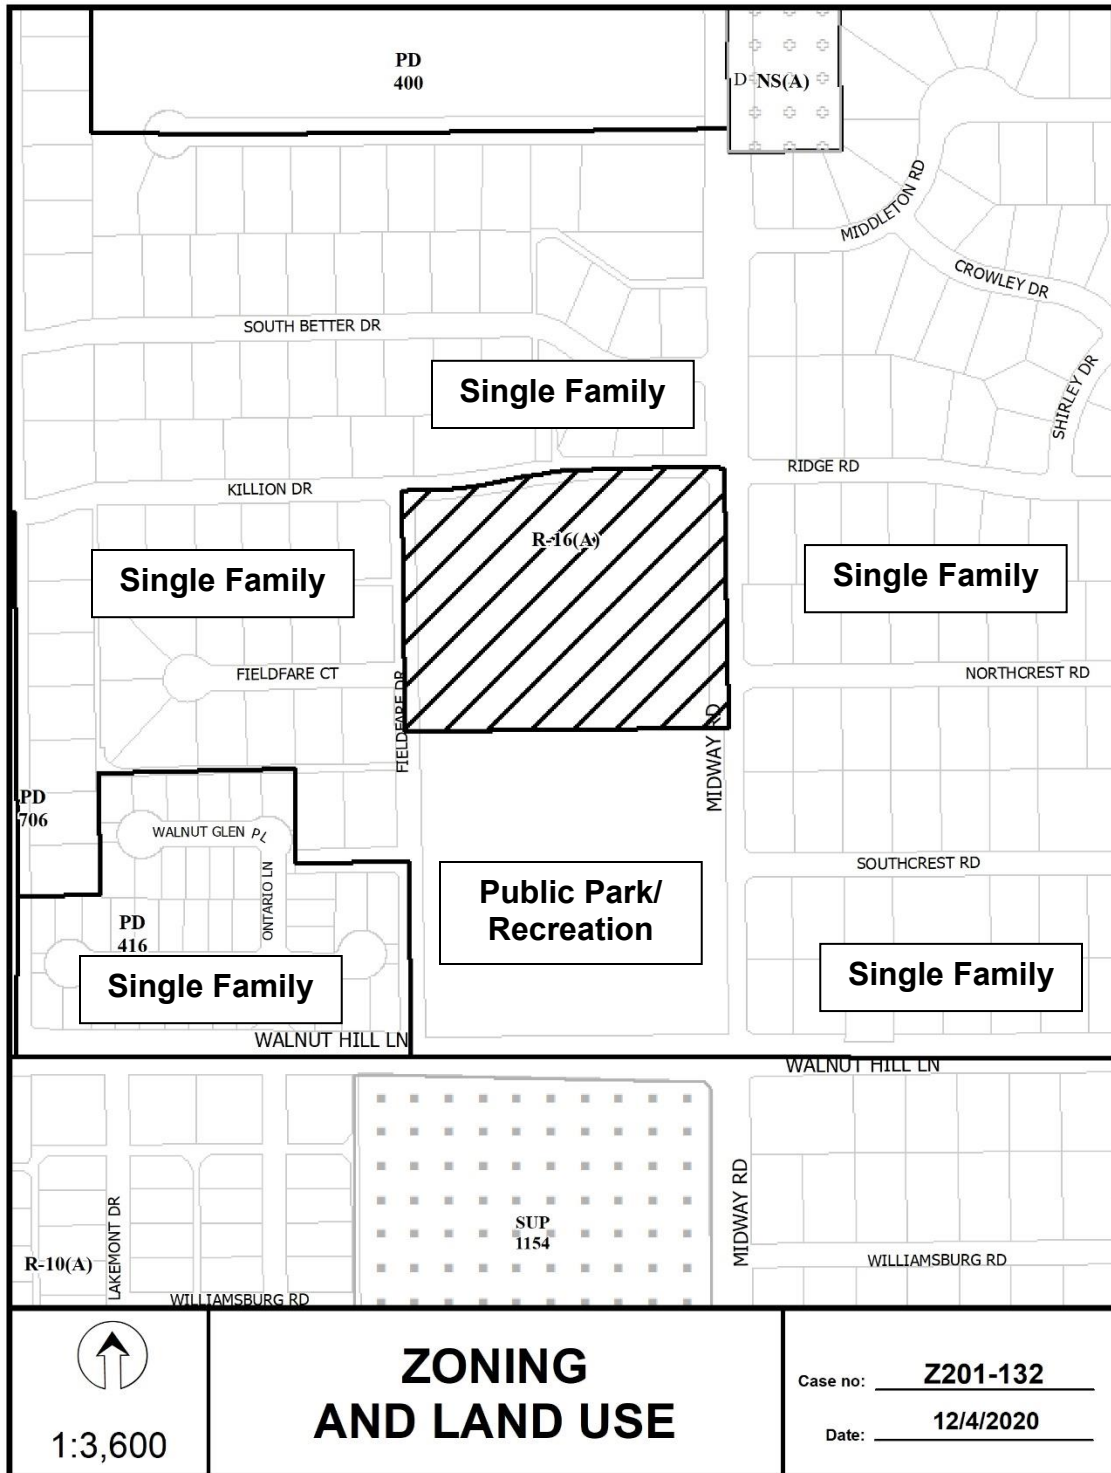 PD
400
D NS(A)
MIDDLETON RD
CROWLEY DR
SOUTH BETTER DR
SHIRLEY DR
Single Family
RIDGE RD
KILLION DR
R-16(A)
Single Family
Single Family
FIELDFARE CT
NORTHCREST RD
FIELDFARE DR
MIDWAY RD
PD
706
WALNUT GLEN PL
SOUTHCREST RD
ONTARIO LN
Public Park/
Recreation
PD
416
Single Family
Single Family
WALNUT HILL LN
WALNUT HILL LN
LAKEMONT DR
MIDWAY RD
SUP
1154
R-10(A)
WILLIAMSBURG RD
WILLIAMSBURG RD
1:3,600
ZONING
AND LAND USE
Case no: Z201-132
Date: 12/4/2020